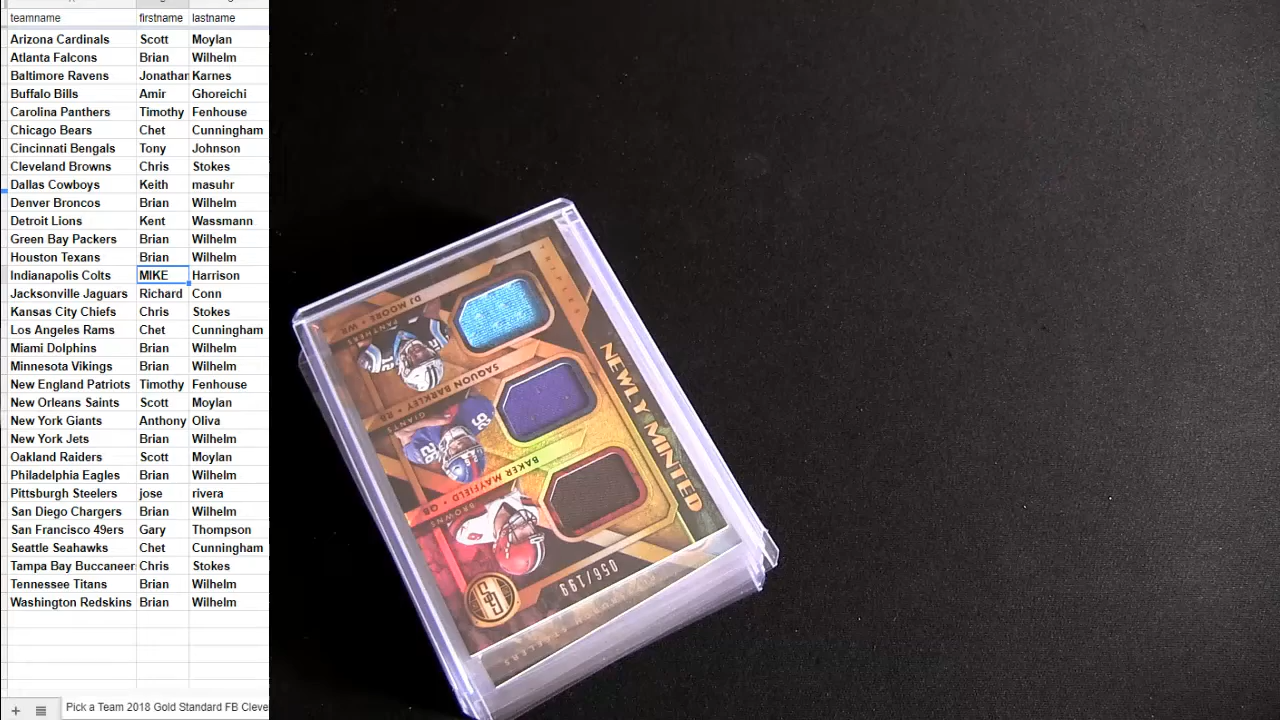 teamname firstname lastname
Arizona Cardinals Scott Moylan
Atlanta Falcons Brian Wilhelm
Baltimore Ravens Jonathan Karnes
Buffalo Bills Amir Ghoreichi
Carolina Panthers Timothy Fenhouse
Chicago Bears Chet Cunningham
Cincinnati Bengals Tony Johnson
Cleveland Browns Chris Stokes
Dallas Cowboys Keith masuhr
Denver Broncos Brian Wilhelm
Detroit Lions Kent Wassmann
Green Bay Packers Brian Wilhelm
Houston Texans Brian Wilhelm
Indianapolis Colts MIKE Harrison
Jacksonville Jaguars Richard Conn
Kansas City Chiefs Chris Stokes
Los Angeles Rams Chet Cunningham
Miami Dolphins Brian Wilhelm
Minnesota Vikings Brian Wilhelm
New England Patriots Timothy Fenhouse
New Orleans Saints Scott Moylan
New York Giants Anthony Oliva
New York Jets Brian Wilhelm
Oakland Raiders Scott Moylan
Philadelphia Eagles Brian Wilhelm
Pittsburgh Steelers jose rivera
San Diego Chargers Brian Wilhelm
San Francisco 49ers Gary Thompson
Seattle Seahawks Chet Cunningham
Tampa Bay Buccaneer Chris Stokes
Tennessee Titans Brian Wilhelm
Washington Redskins Brian Wilhelm
Pick a Team 2018 Gold Standard FB Cleve
TRIPLES
NEWLY MINTED
DJ MOORE • WR
PANTHERS
SAQUON BARKLEY • RB
GIANTS
BAKER MAYFIELD • QB
BROWNS
056/199